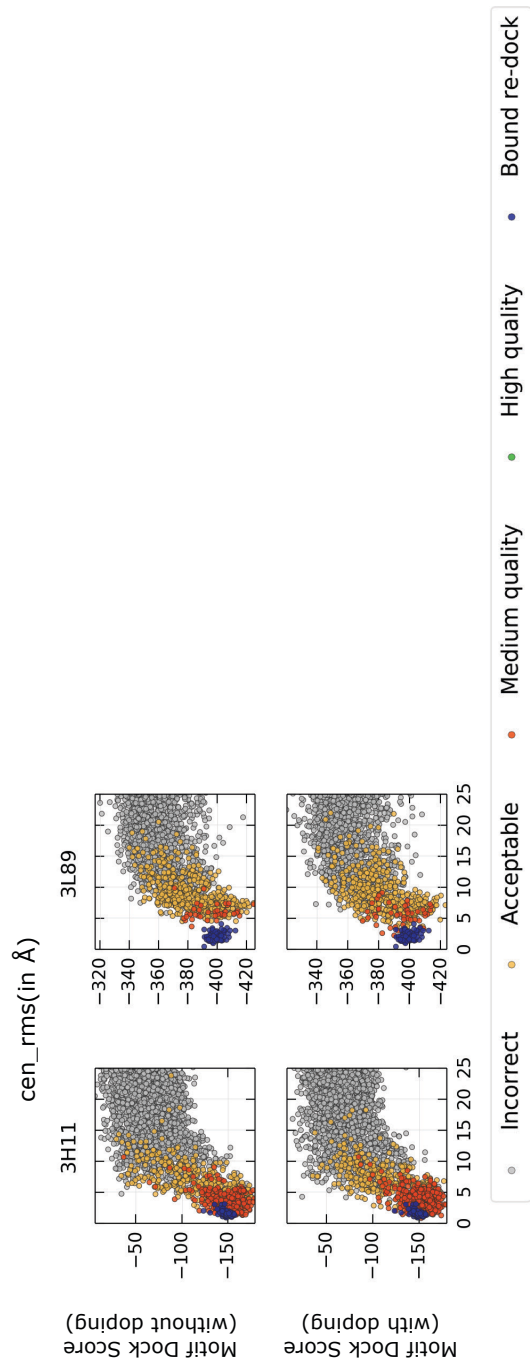 cen_rms(in Å)
3H11
3L89
Motif Dock Score
(without doping)
−50
−100
−150
−320
−340
−360
−380
−400
−420
Motif Dock Score
(with doping)
−50
−100
−150
−340
−360
−380
−400
−420
0 5 10 15 20 25
0 5 10 15 20 25
Incorrect Acceptable Medium quality High quality Bound re-dock